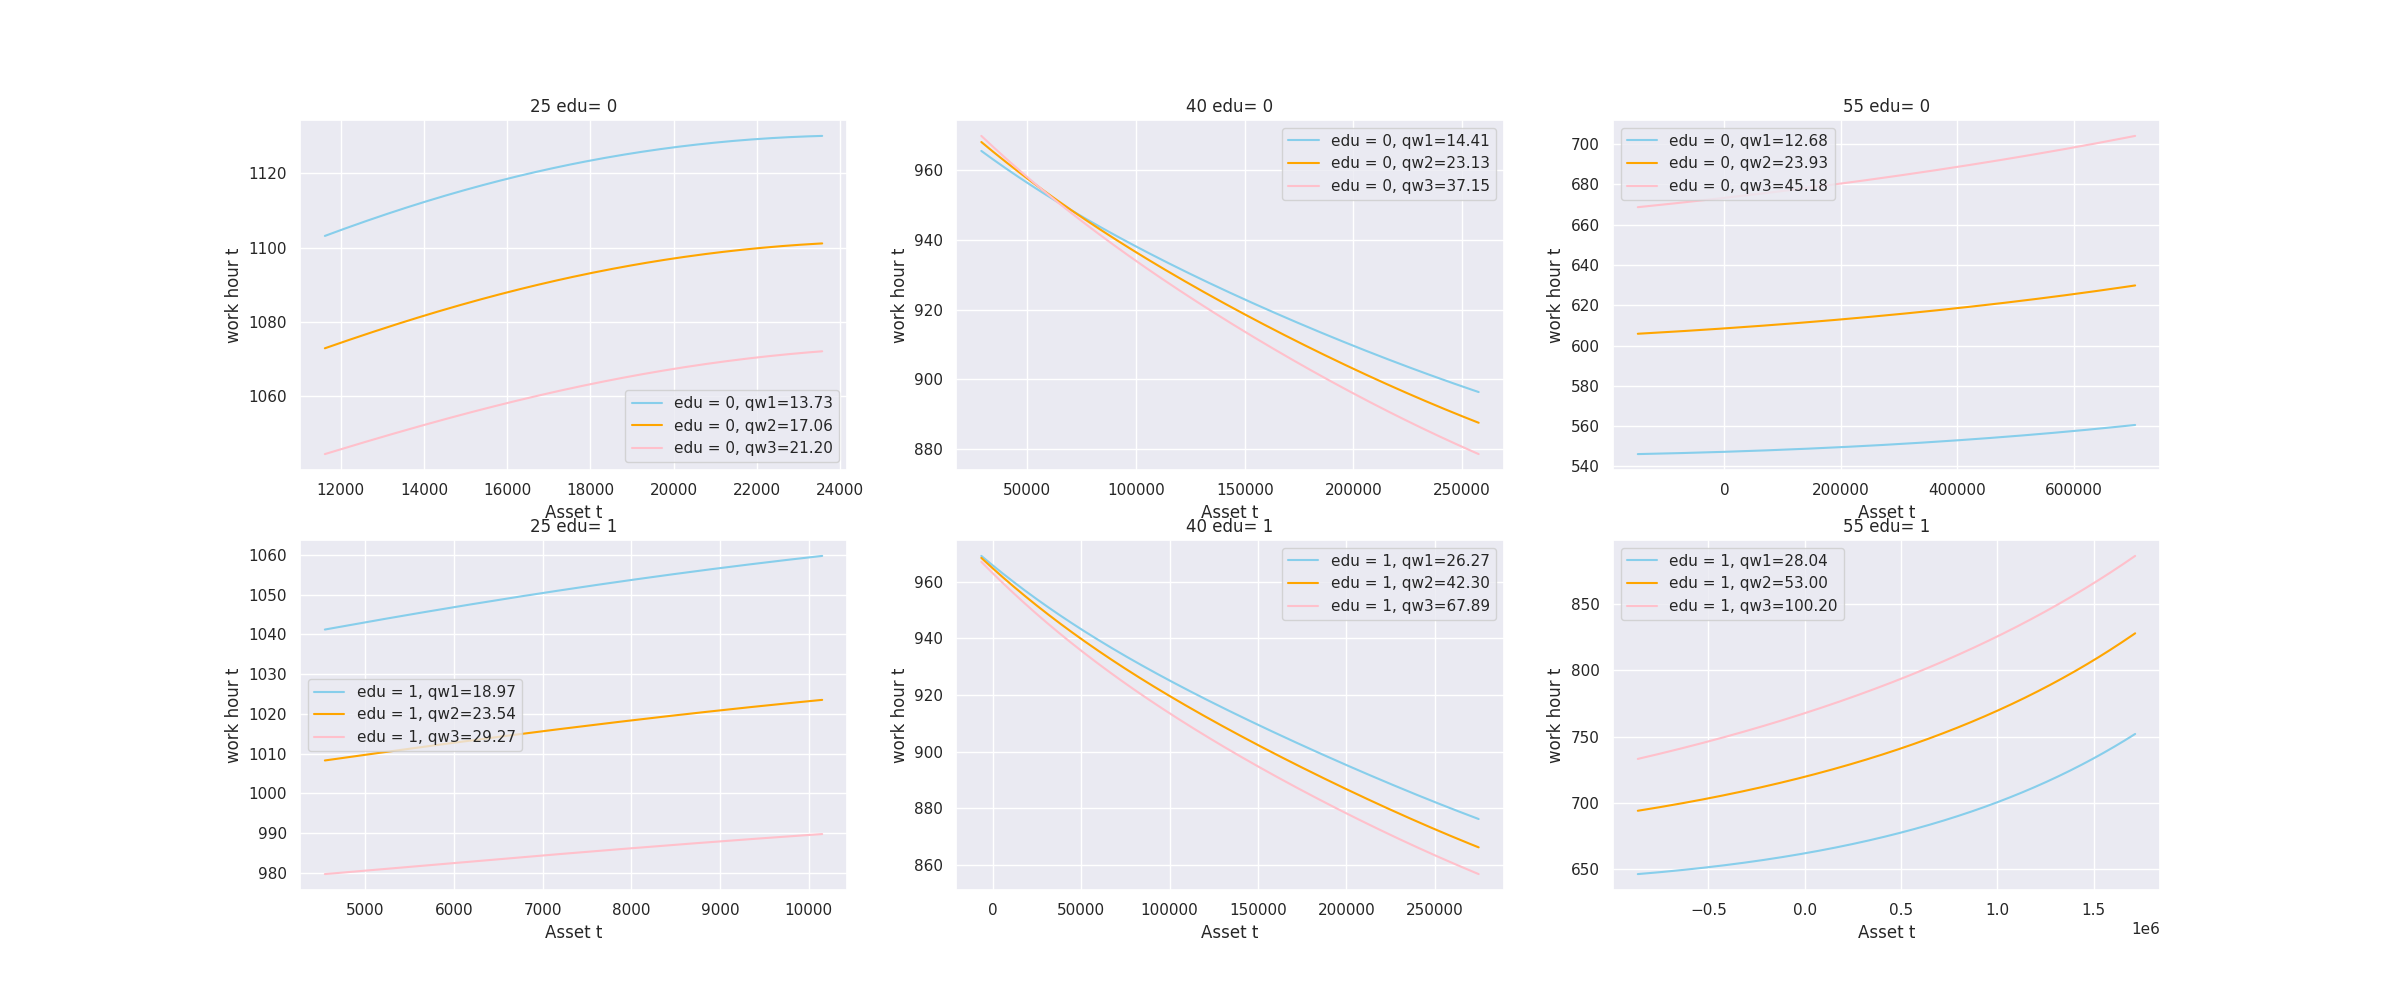 25 edu= 0
work hour t
1120
1100
1080
1060
edu = 0, qw1=13.73
edu = 0, qw2=17.06
edu = 0, qw3=21.20
12000 14000 16000 18000 20000 22000 24000
Asset t
40 edu= 0
work hour t
960
940
920
900
880
edu = 0, qw1=14.41
edu = 0, qw2=23.13
edu = 0, qw3=37.15
50000 100000 150000 200000 250000
Asset t
55 edu= 0
work hour t
700
680
660
640
620
600
580
560
540
edu = 0, qw1=12.68
edu = 0, qw2=23.93
edu = 0, qw3=45.18
0 200000 400000 600000
Asset t
25 edu= 1
work hour t
1060
1050
1040
1030
1020
1010
1000
990
980
edu = 1, qw1=18.97
edu = 1, qw2=23.54
edu = 1, qw3=29.27
5000 6000 7000 8000 9000 10000
Asset t
40 edu= 1
work hour t
960
940
920
900
880
860
edu = 1, qw1=26.27
edu = 1, qw2=42.30
edu = 1, qw3=67.89
0 50000 100000 150000 200000 250000
Asset t
55 edu= 1
work hour t
850
800
750
700
650
edu = 1, qw1=28.04
edu = 1, qw2=53.00
edu = 1, qw3=100.20
−0.5 0.0 0.5 1.0 1.5
1e6
Asset t